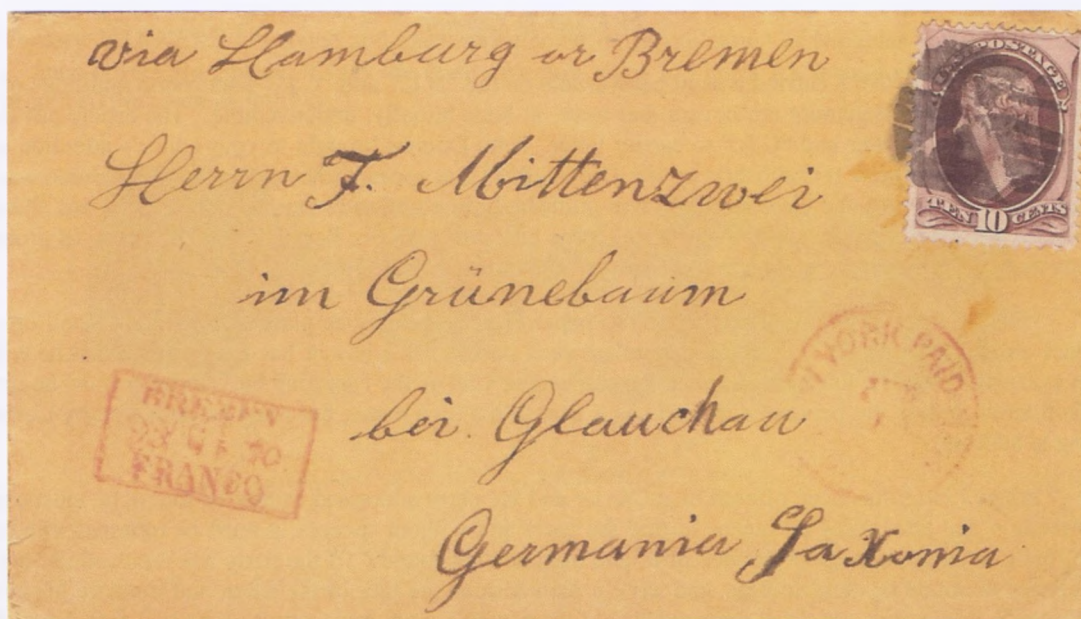 via Hamburg or Bremen
Herrn F. Mittenzwei
im Grünebaum
bei Glauchau
Germania Saxonia
U.S. POSTAGE
TEN 10 CENTS
YORK PAID
BREMEN
FRANCO